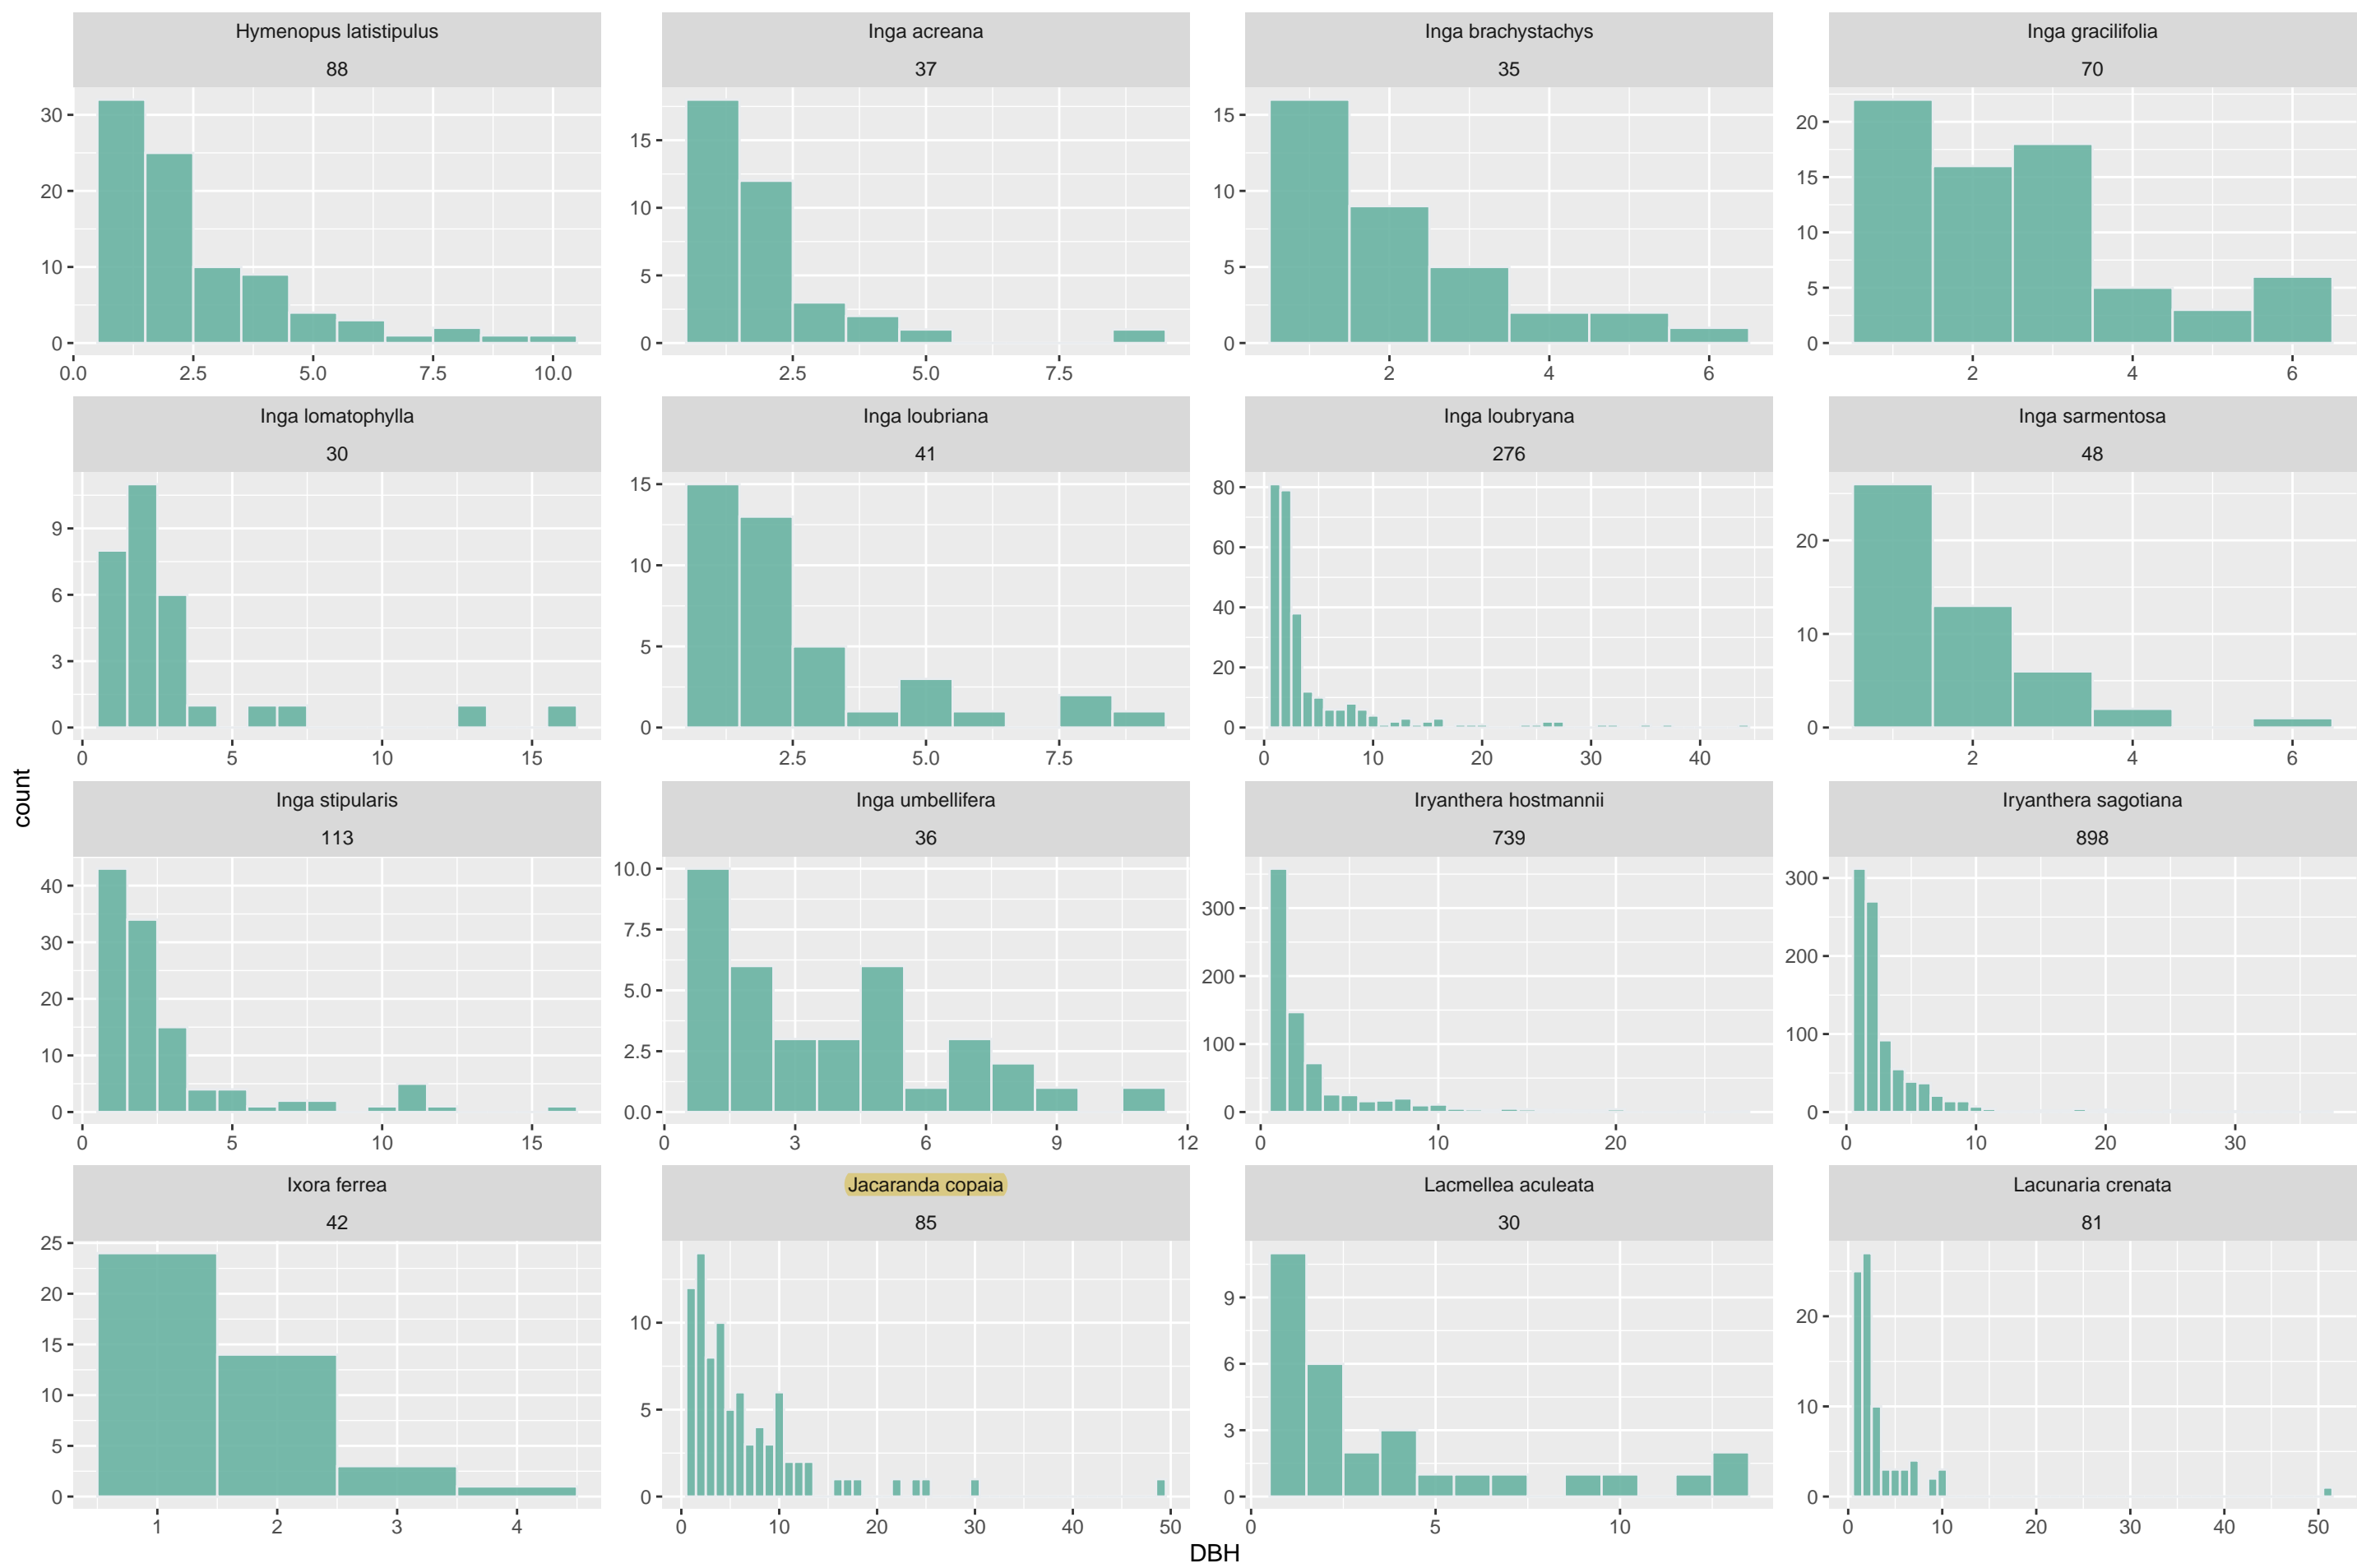 Hymenopus latistipulus
88
Inga acreana
37
Inga brachystachys
35
Inga gracilifolia
70
30
20
10
0
0.0 2.5 5.0 7.5 10.0
15
10
5
0
2.5 5.0 7.5
15
10
5
0
2 4 6
20
15
10
5
0
2 4 6
Inga lomatophylla
30
Inga loubriana
41
Inga loubryana
276
Inga sarmentosa
48
9
6
3
0
0 5 10 15
15
10
5
0
2.5 5.0 7.5
80
60
40
20
0
0 10 20 30 40
20
10
0
2 4 6
count
Inga stipularis
113
Inga umbellifera
36
Iryanthera hostmannii
739
Iryanthera sagotiana
898
40
30
20
10
0
0 5 10 15
10.0
7.5
5.0
2.5
0.0
0 3 6 9 12
300
200
100
0
0 10 20
300
200
100
0
0 10 20 30
Ixora ferrea
42
Jacaranda copaia
85
Lacmellea aculeata
30
Lacunaria crenata
81
25
20
15
10
5
0
1 2 3 4
10
5
0
0 10 20 30 40 50
9
6
3
0
0 5 10
20
10
0
0 10 20 30 40 50
DBH